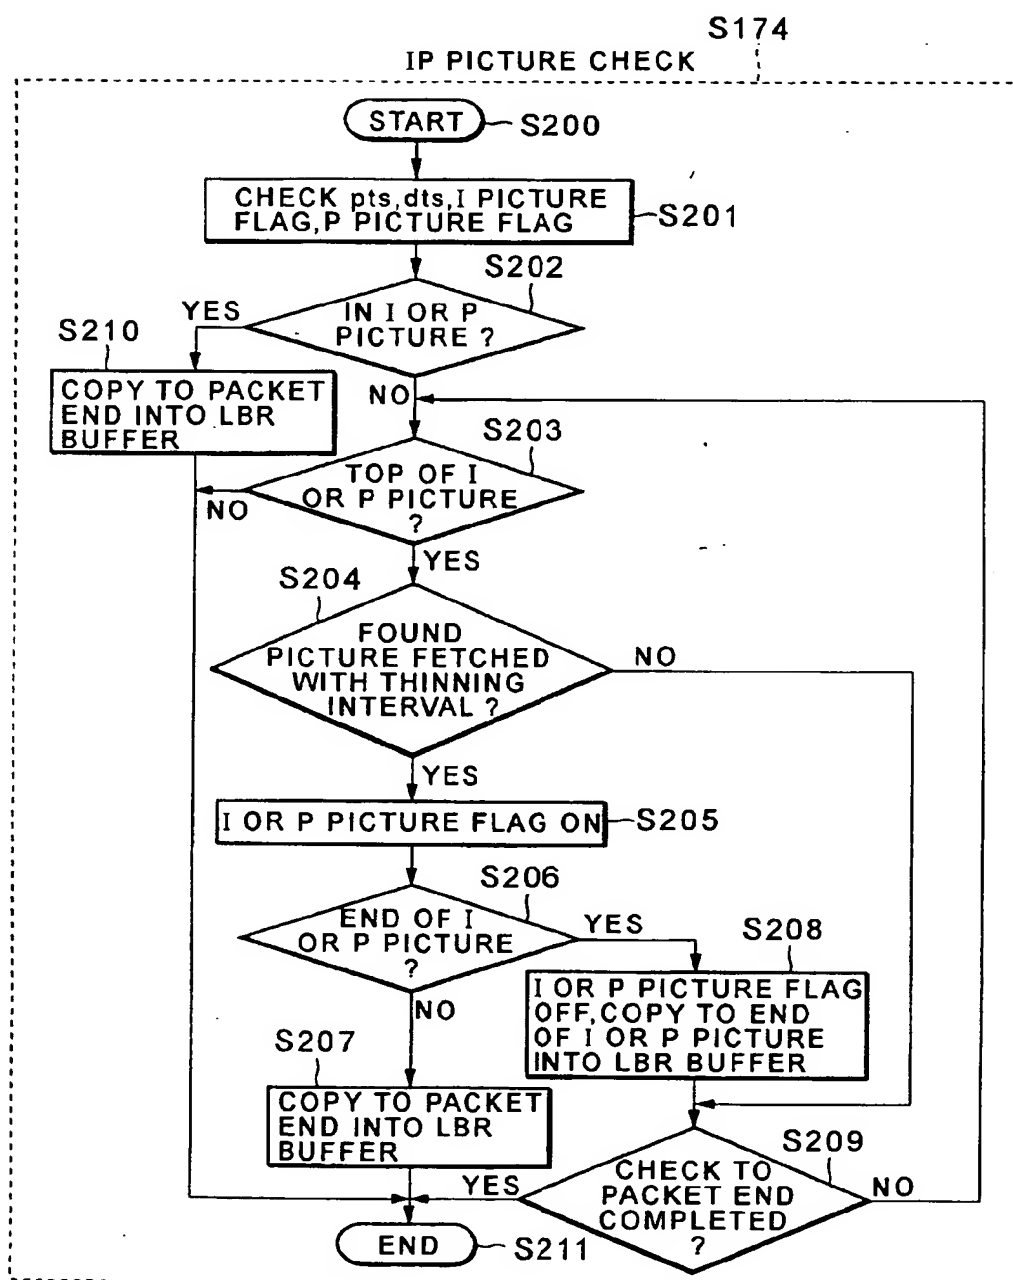 S174
IP PICTURE CHECK
START
S200
CHECK pts,dts,I PICTURE
FLAG,P PICTURE FLAG
S201
S202
IN I OR P
PICTURE ?
YES
S210
COPY TO PACKET
END INTO LBR
BUFFER
NO
S203
TOP OF I
OR P PICTURE
?
NO
YES
S204
FOUND
PICTURE FETCHED
WITH THINNING
INTERVAL ?
NO
YES
I OR P PICTURE FLAG ON
S205
S206
END OF I
OR P PICTURE
?
YES
S208
I OR P PICTURE FLAG
OFF,COPY TO END
OF I OR P PICTURE
INTO LBR BUFFER
NO
S207
COPY TO PACKET
END INTO LBR
BUFFER
S209
CHECK TO
PACKET END
COMPLETED
?
YES
NO
END
S211